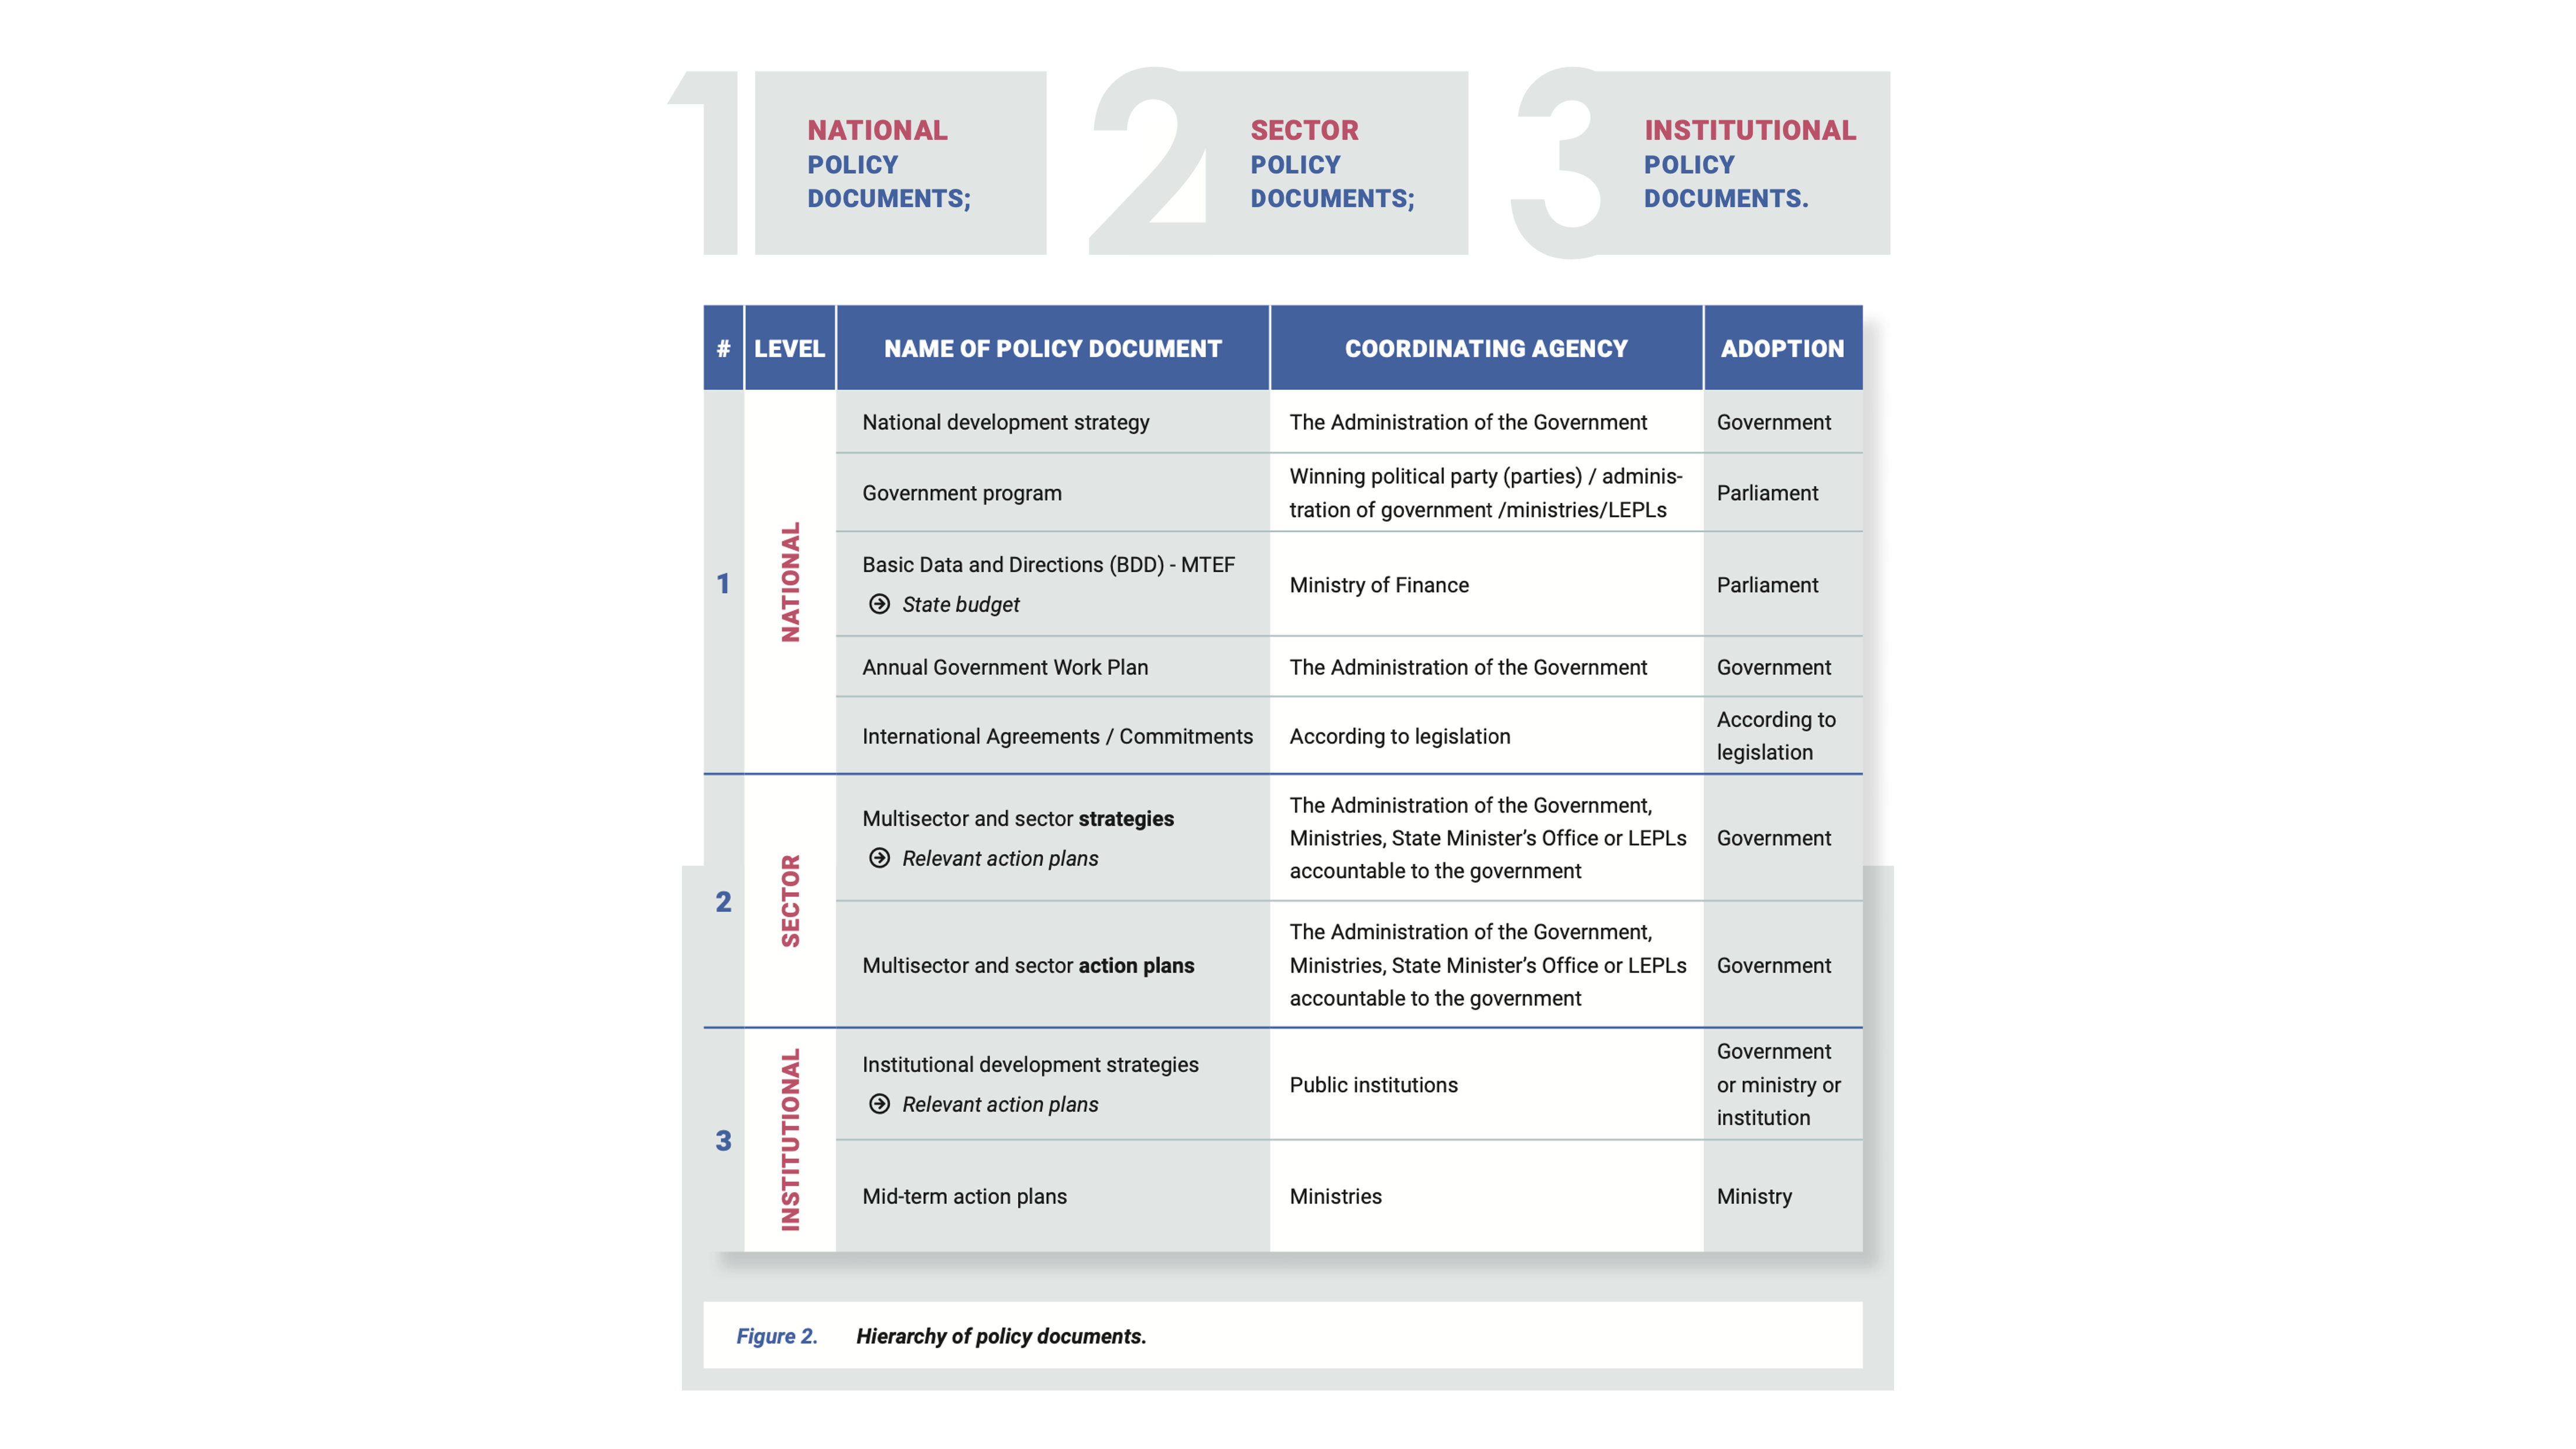 1
NATIONAL
POLICY
DOCUMENTS;
2
SECTOR
POLICY
DOCUMENTS;
3
INSTITUTIONAL
POLICY
DOCUMENTS.
# LEVEL NAME OF POLICY DOCUMENT COORDINATING AGENCY ADOPTION
1
NATIONAL
National development strategy
The Administration of the Government
Government
Government program
Winning political party (parties) / adminis-
tration of government /ministries/LEPLs
Parliament
Basic Data and Directions (BDD) - MTEF
State budget
Ministry of Finance
Parliament
Annual Government Work Plan
The Administration of the Government
Government
International Agreements / Commitments
According to legislation
According to
legislation
2
SECTOR
Multisector and sector strategies
Relevant action plans
The Administration of the Government,
Ministries, State Minister’s Office or LEPLs
accountable to the government
Government
Multisector and sector action plans
The Administration of the Government,
Ministries, State Minister’s Office or LEPLs
accountable to the government
Government
3
INSTITUTIONAL
Institutional development strategies
Relevant action plans
Public institutions
Government
or ministry or
institution
Mid-term action plans
Ministries
Ministry
Figure 2. Hierarchy of policy documents.